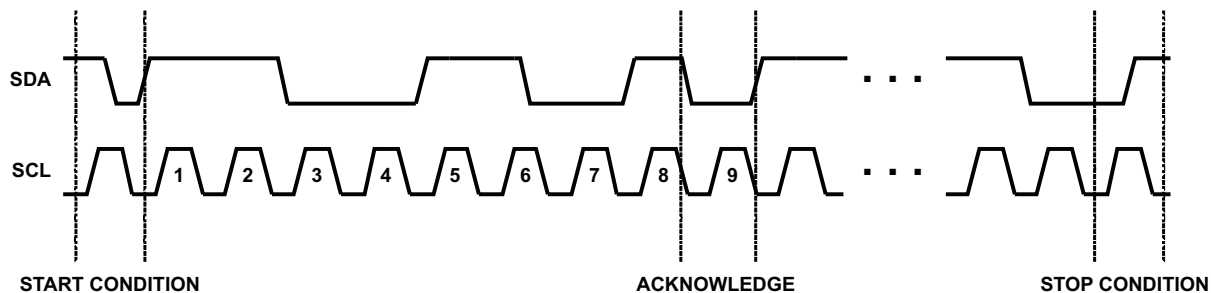 SDA
SCL
1 2 3 4 5 6 7 8 9
START CONDITION ACKNOWLEDGE STOP CONDITION